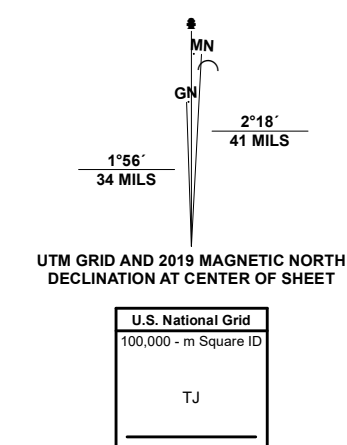 MN
GN
2°18´
41 MILS
1°56´
34 MILS
UTM GRID AND 2019 MAGNETIC NORTH
DECLINATION AT CENTER OF SHEET
U.S. National Grid
100,000 - m Square ID
TJ